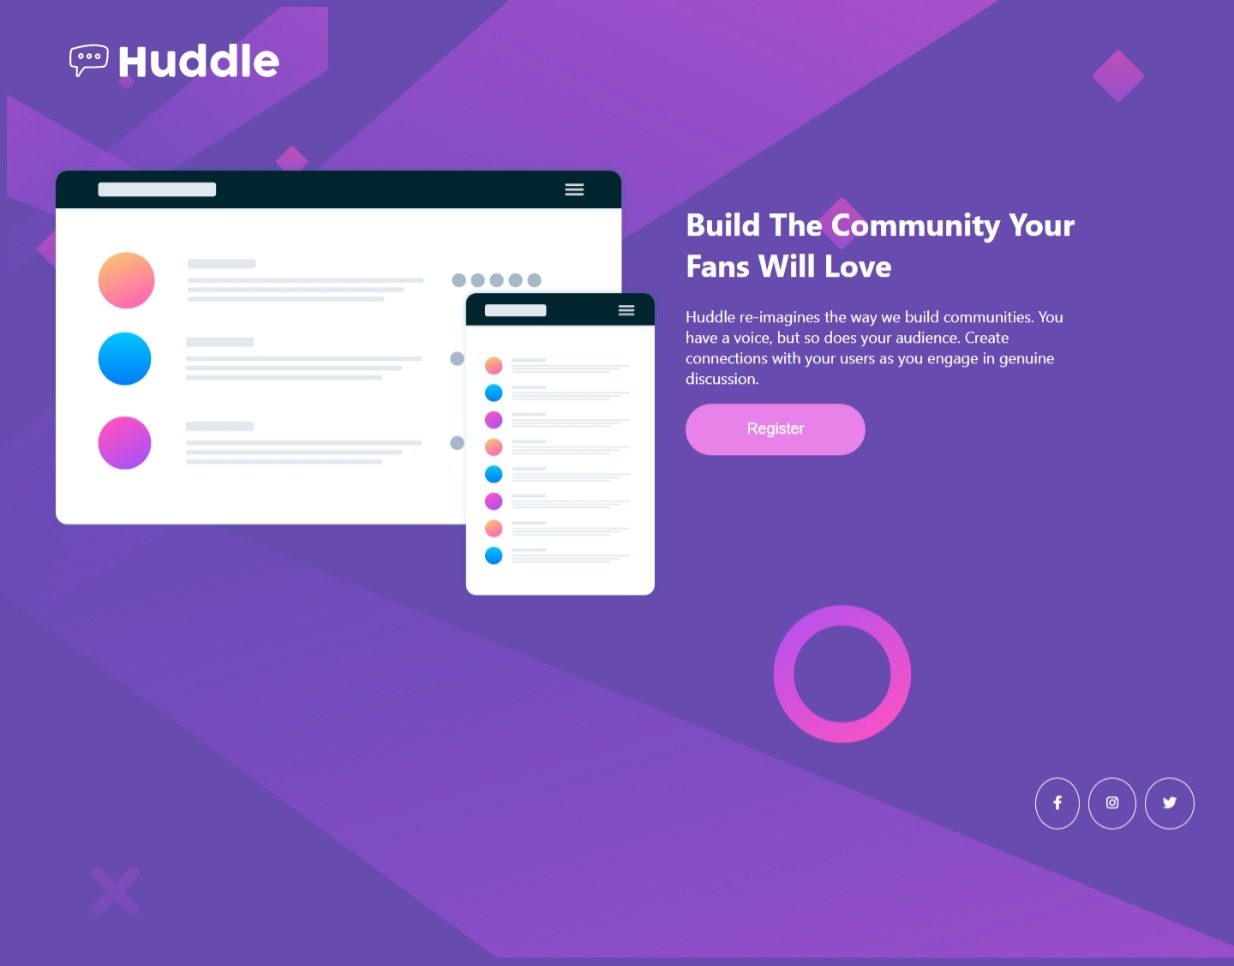 Huddle
Build The Community Your
Fans Will Love
Huddle re-imagines the way we build communities. You
have a voice, but so does your audience. Create
connections with your users as you engage in genuine
discussion.
Register